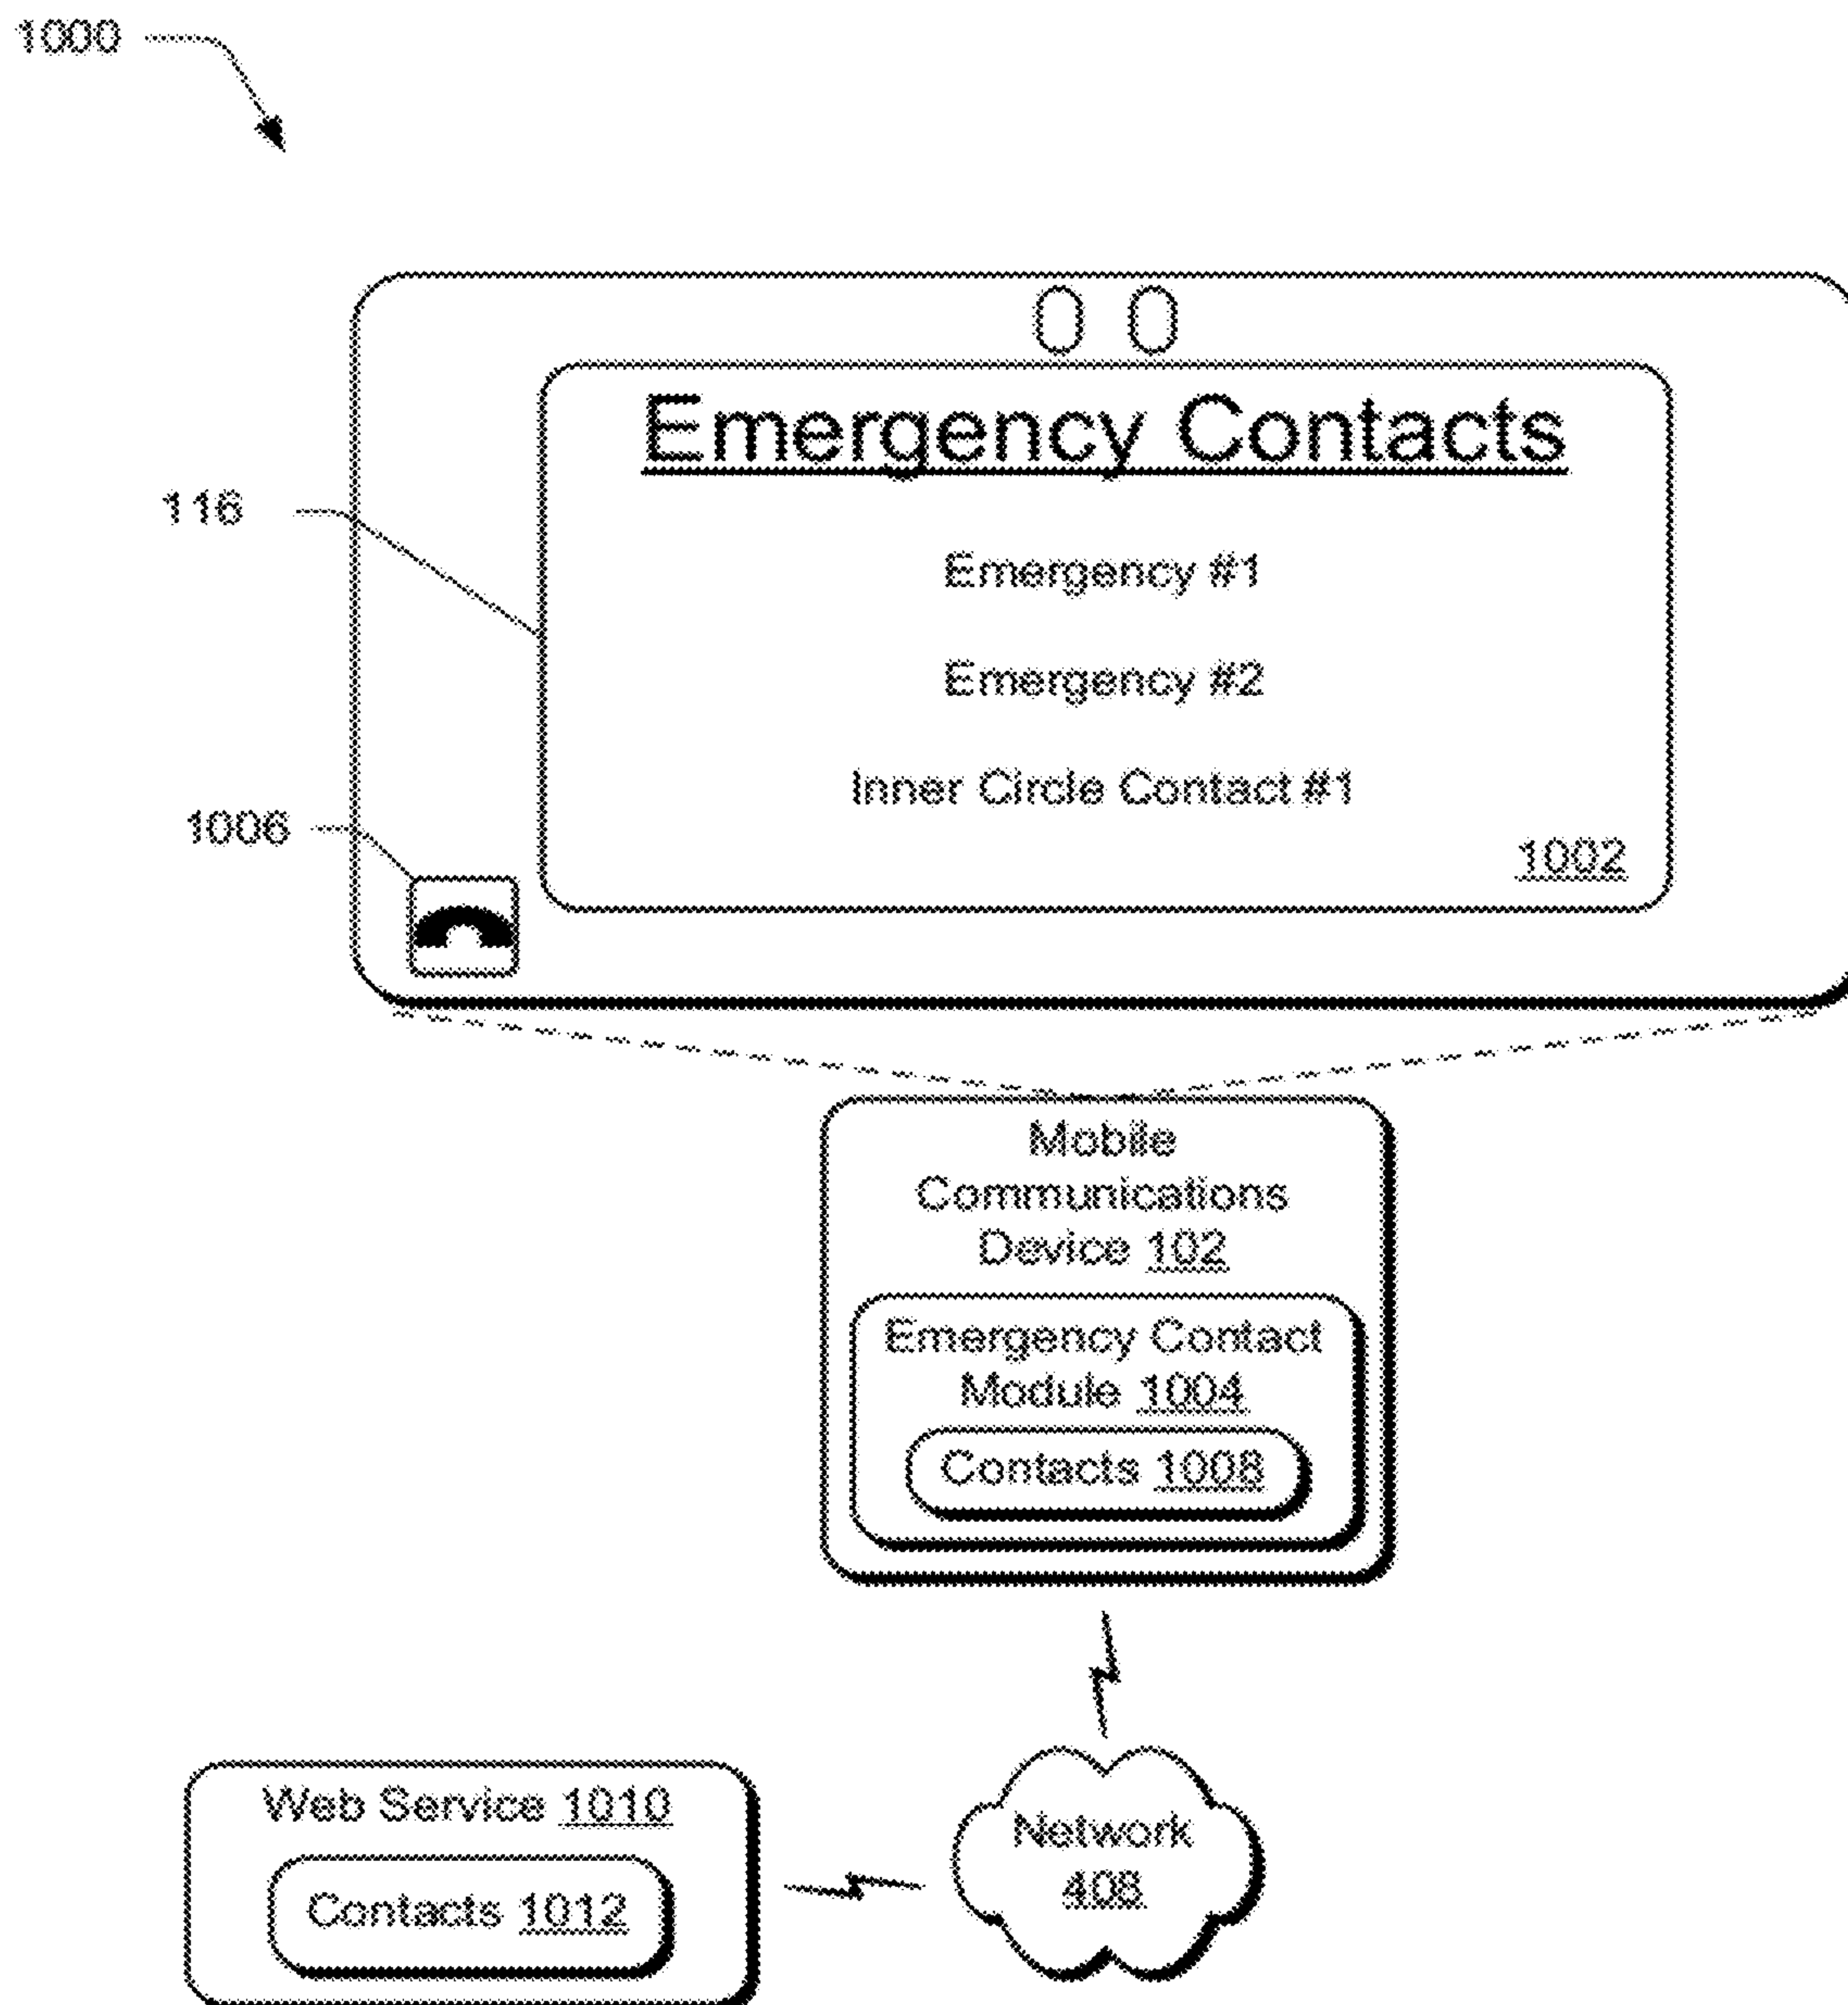 1000
Emergency Contacts
116
Emergency #1
Emergency #2
Inner Circle Contact #1
1006
1002
Mobile
Communications
Device 102
Emergency Contact
Module 1004
Contacts 1008
Web Service 1010
Contacts 1012
Network
408